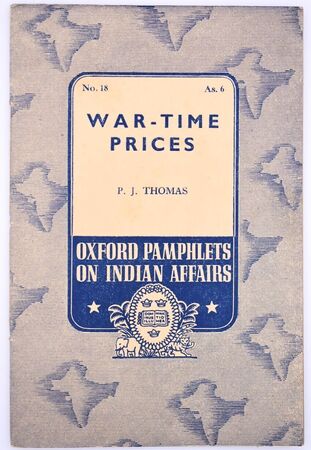 No. 18 As. 6
WAR-TIME
PRICES
P. J. THOMAS
OXFORD PAMPHLETS
ON INDIAN AFFAIRS